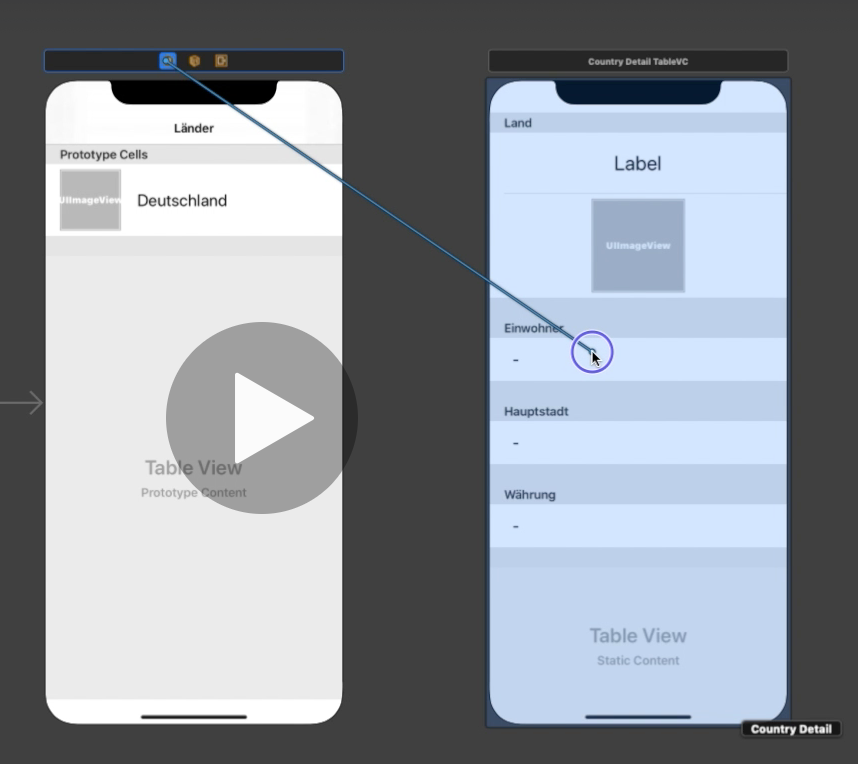 Country Detail TableVC
Länder
Prototype Cells
UIImageView
Deutschland
Table View
Prototype Content
Land
Label
UIImageView
Einwohner
-
Hauptstadt
-
Währung
-
Table View
Static Content
Country Detail